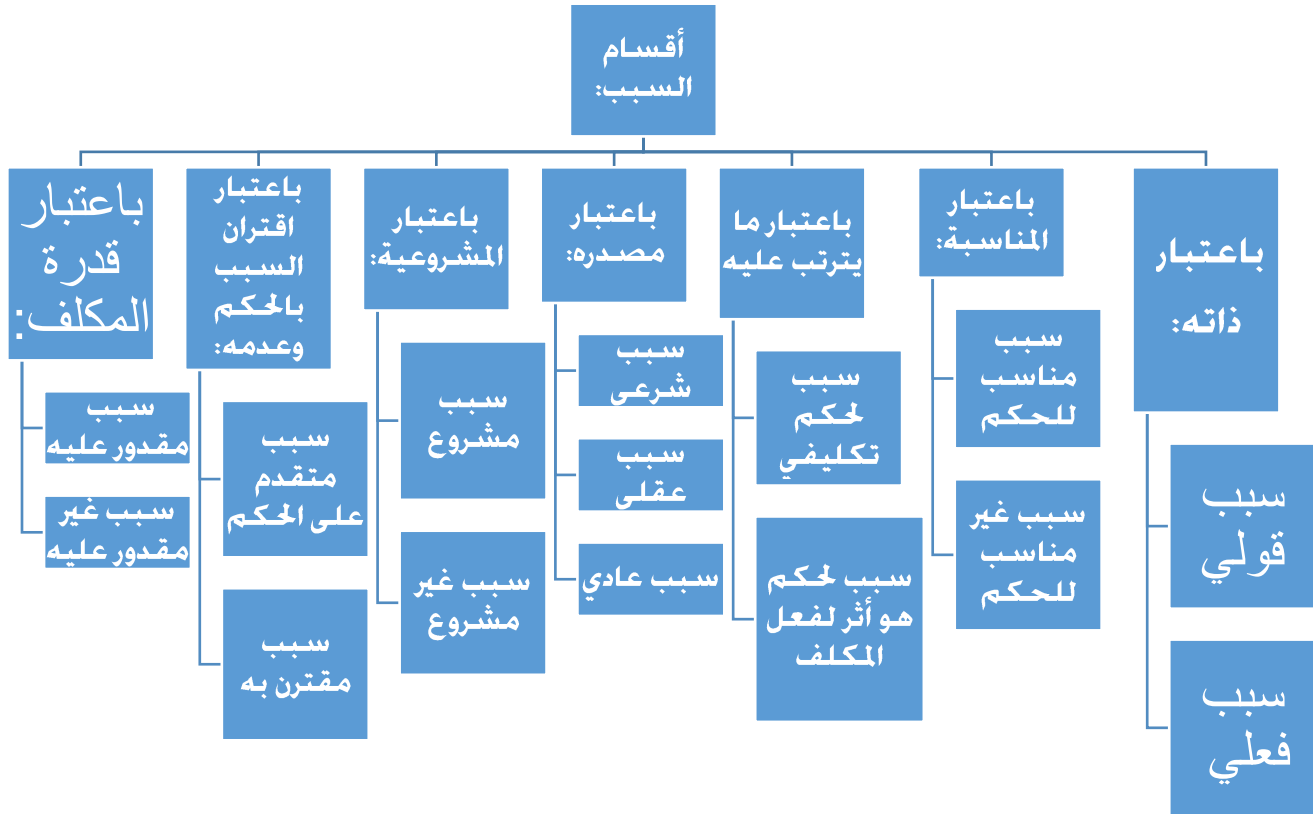 أقسام
السبب:
باعتبار
ذاته:
سبب
قولي
سبب
فعلي
باعتبار
المناسبة:
سبب
مناسب
للحكم
سبب غير
مناسب
للحكم
باعتبار ما
يترتب عليه
سبب
لحكم
تكليفي
سبب لحكم
هو أثر لفعل
المكلف
باعتبار
مصدره:
سبب
شرعي
سبب
عقلي
سبب عادي
باعتبار
المشروعية:
سبب
مشروع
سبب غير
مشروع
باعتبار
اقتران
السبب
بالحكم
وعدمه:
سبب
متقدم
على الحكم
سبب
مقترن به
باعتبار
قدرة
المكلف:
سبب
مقدور عليه
سبب غير
مقدور عليه